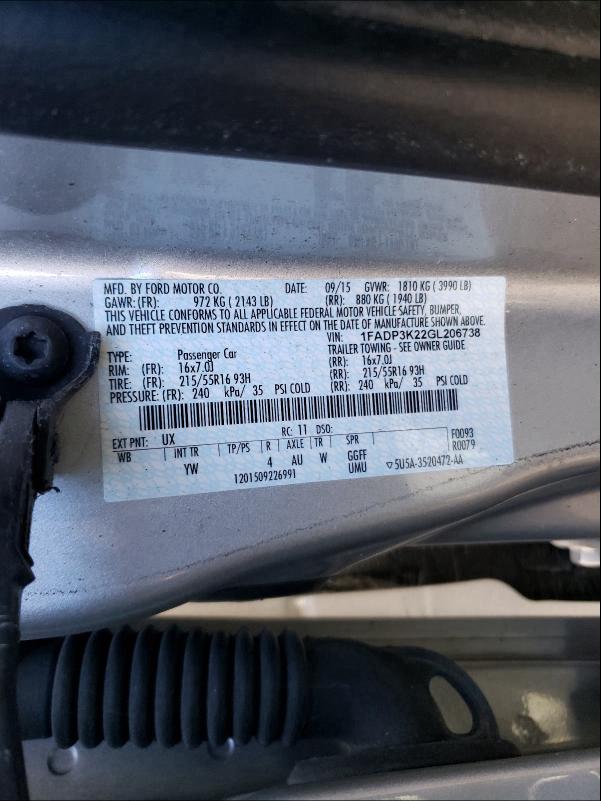 MFD. BY FORD MOTOR CO. DATE: 09/15 GVWR: 1810 KG ( 3990 LB)
GAWR: (FR): 972 KG ( 2143 LB) (RR): 880 KG ( 1940 LB)
THIS VEHICLE CONFORMS TO ALL APPLICABLE FEDERAL MOTOR VEHICLE SAFETY, BUMPER,
AND THEFT PREVENTION STANDARDS IN EFFECT ON THE DATE OF MANUFACTURE SHOWN ABOVE.
VIN: 1FADP3K22GL206738
TYPE: Passenger Car TRAILER TOWING - SEE OWNER GUIDE
RIM: (FR): 16x7.0J (RR): 16x7.0J
TIRE: (FR): 215/55R16 93H (RR): 215/55R16 93H
PRESSURE: (FR): 240 kPa/ 35 PSI COLD (RR): 240 kPa/ 35 PSI COLD
EXT PNT: UX RC: 11 DSO: F0093
WB INT TR TP/PS R AXLE TR SPR R0079
YW 4 AU W GGFF
UMU ▽5U5A-3520472-AA
1201509226991